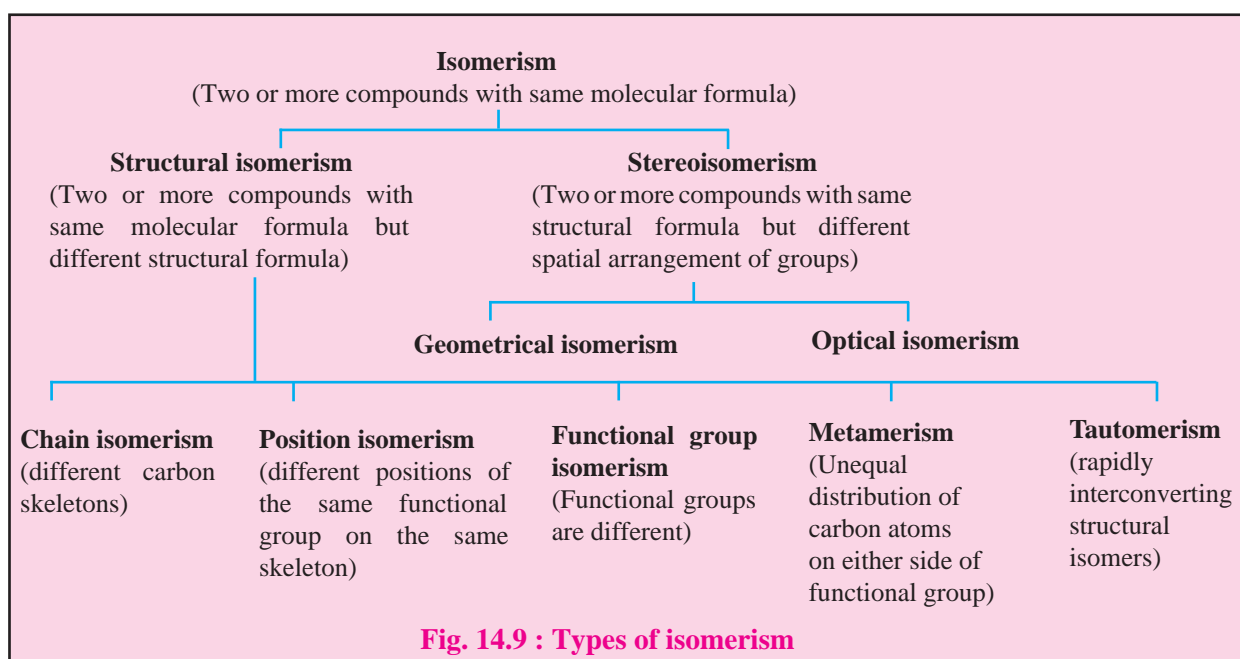 Isomerism
(Two or more compounds with same molecular formula)
Structural isomerism
(Two or more compounds with
same molecular formula but
different structural formula)
Stereoisomerism
(Two or more compounds with same
structural formula but different
spatial arrangement of groups)
Geometrical isomerism
Optical isomerism
Chain isomerism
(different carbon
skeletons)
Position isomerism
(different positions of
the same functional
group on the same
skeleton)
Functional group
isomerism
(Functional groups
are different)
Metamerism
(Unequal
distribution of
carbon atoms
on either side of
functional group)
Tautomerism
(rapidly
interconverting
structural
isomers)
Fig. 14.9 : Types of isomerism